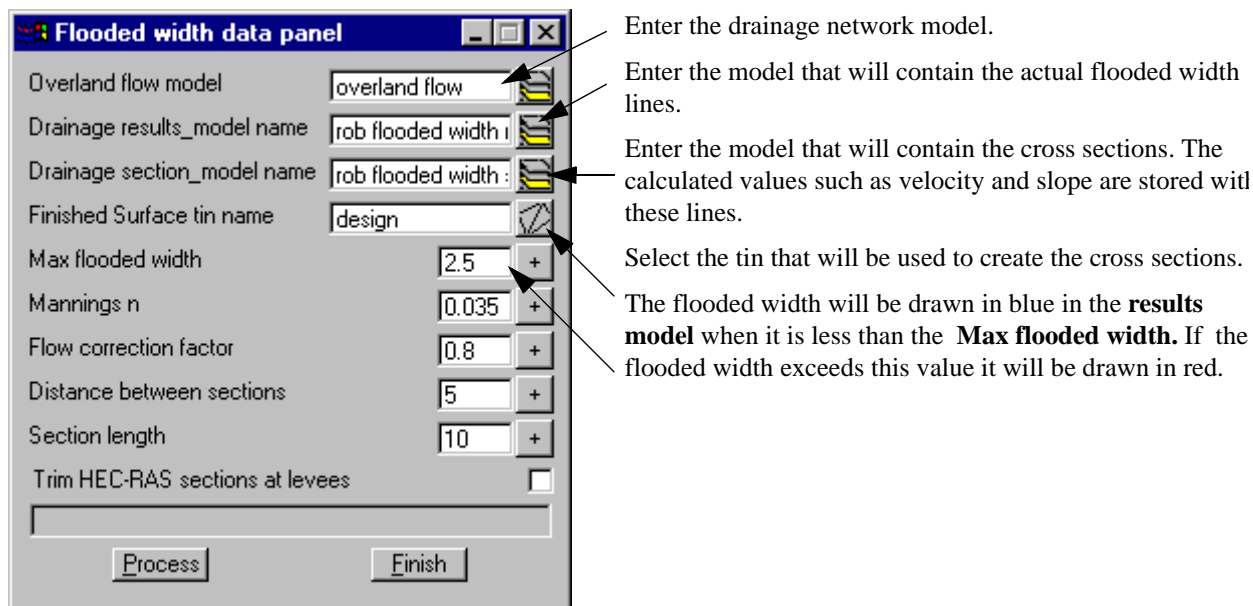 Flooded width data panel
Overland flow model
overland flow
Drainage results_model name
rob flooded width
Drainage section_model name
rob flooded width
Finished Surface tin name
design
Max flooded width
2.5
+
Mannings n
0.035
+
Flow correction factor
0.8
+
Distance between sections
5
+
Section length
10
+
Trim HEC-RAS sections at levees
Process
Finish
Enter the drainage network model.
Enter the model that will contain the actual flooded width
lines.
Enter the model that will contain the cross sections. The
calculated values such as velocity and slope are stored with
these lines.
Select the tin that will be used to create the cross sections.
The flooded width will be drawn in blue in the results
model when it is less than the Max flooded width. If the
flooded width exceeds this value it will be drawn in red.